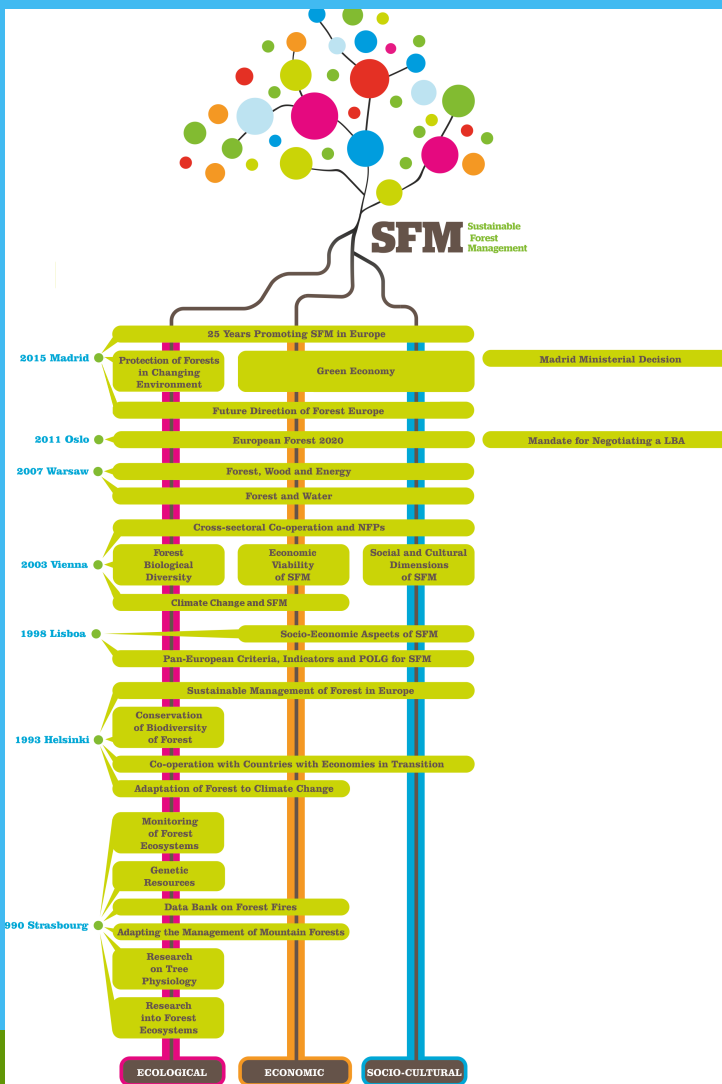 SFM
Sustainable
Forest
Management
25 Years Promoting SFM in Europe
2015 Madrid
Protection of Forests
in Changing
Environment
Green Economy
Madrid Ministerial Decision
Future Direction of Forest Europe
2011 Oslo
European Forest 2020
Mandate for Negotiating a LBA
2007 Warsaw
Forest, Wood and Energy
Forest and Water
Cross-sectoral Co-operation and NFPs
2003 Vienna
Forest
Biological
Diversity
Economic
Viability
of SFM
Social and Cultural
Dimensions
of SFM
Climate Change and SFM
1998 Lisboa
Socio-Economic Aspects of SFM
Pan-European Criteria, Indicators and POLG for SFM
Sustainable Management of Forest in Europe
1993 Helsinki
Conservation
of Biodiversity
of Forest
Co-operation with Countries with Economies in Transition
Adaptation of Forest to Climate Change
Monitoring
of Forest
Ecosystems
Genetic
Resources
Data Bank on Forest Fires
990 Strasbourg
Adapting the Management of Mountain Forests
Research
on Tree
Physiology
Research
into Forest
Ecosystems
ECOLOGICAL
ECONOMIC
SOCIO-CULTURAL